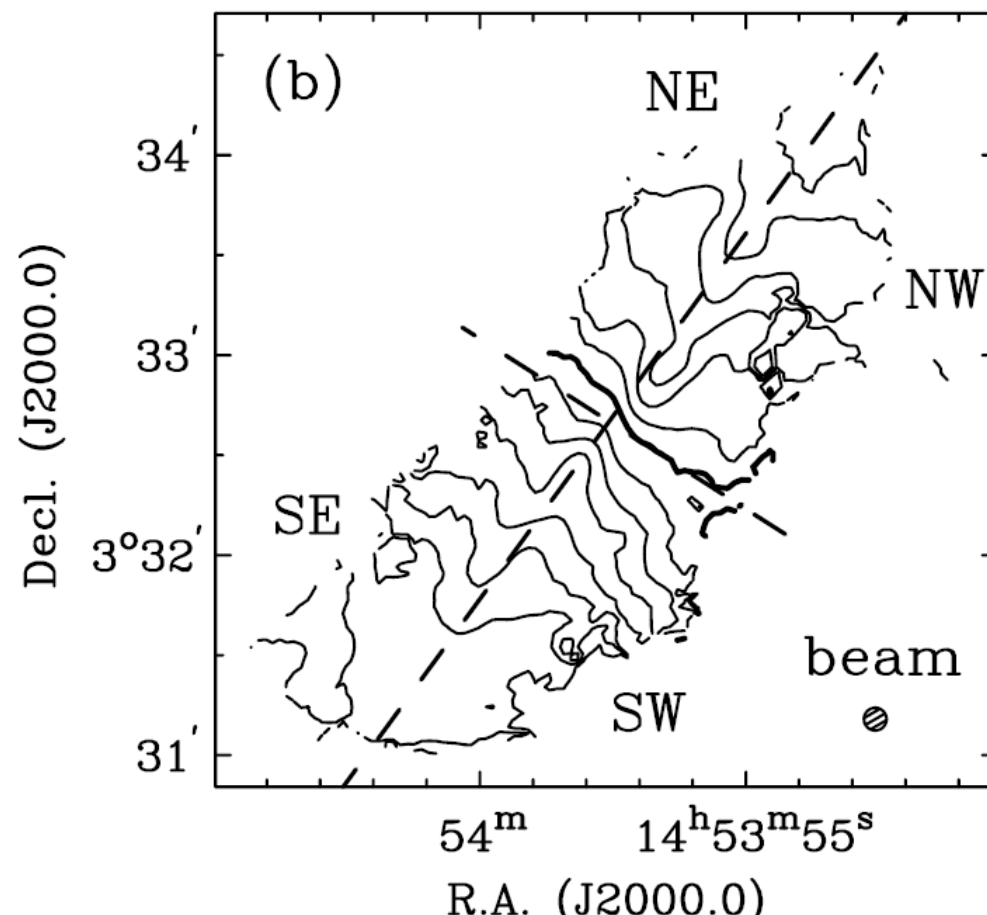 (b)
NE
34′
NW
33′
SE
3°32′
beam
SW
31′
54ᵐ 14ʰ53ᵐ55ˢ
R.A. (J2000.0)
Decl. (J2000.0)